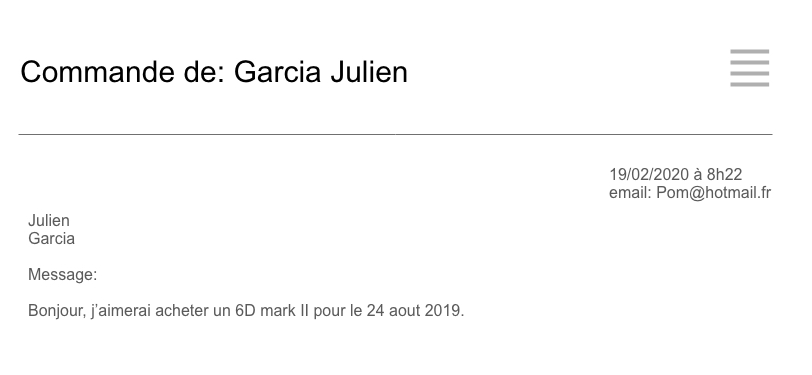 Commande de: Garcia Julien
19/02/2020 à 8h22
email: Pom@hotmail.fr
Julien
Garcia
Message:
Bonjour, j’aimerai acheter un 6D mark II pour le 24 aout 2019.